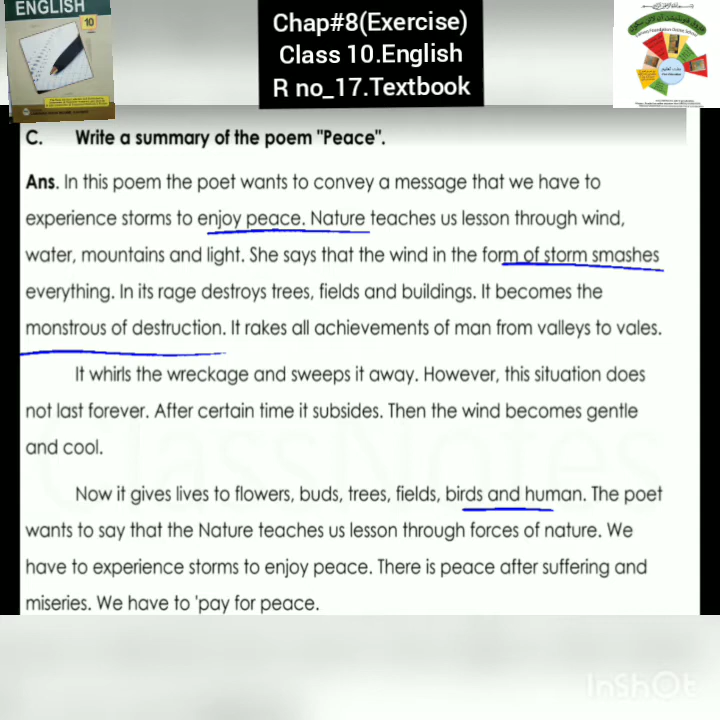 ENGLISH
10
Chap#8(Exercise)
Class 10.English
R no_17.Textbook
C. Write a summary of the poem "Peace".
Ans. In this poem the poet wants to convey a message that we have to
experience storms to enjoy peace. Nature teaches us lesson through wind,
water, mountains and light. She says that the wind in the form of storm smashes
everything. In its rage destroys trees, fields and buildings. It becomes the
monstrous of destruction. It rakes all achievements of man from valleys to vales.
It whirls the wreckage and sweeps it away. However, this situation does
not last forever. After certain time it subsides. Then the wind becomes gentle
and cool.
Now it gives lives to flowers, buds, trees, fields, birds and human. The poet
wants to say that the Nature teaches us lesson through forces of nature. We
have to experience storms to enjoy peace. There is peace after suffering and
miseries. We have to 'pay for peace.
ClassNotes
InShOt